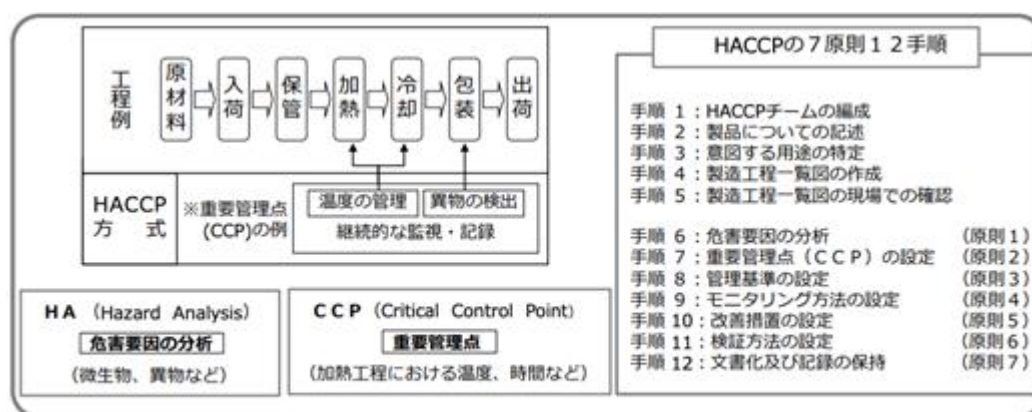 工程例
原材料
入荷
保管
加熱
冷却
包装
出荷
HACCP
方 式
※重要管理点
(CCP)の例
温度の管理
異物の検出
継続的な監視・記録
HA (Hazard Analysis)
危害要因の分析
(微生物、異物など)
CCP (Critical Control Point)
重要管理点
(加熱工程における温度、時間など)
HACCPの7原則12手順
手順 1:HACCPチームの編成
手順 2:製品についての記述
手順 3:意図する用途の特定
手順 4:製造工程一覧図の作成
手順 5:製造工程一覧図の現場での確認
手順 6:危害要因の分析 (原則1)
手順 7:重要管理点(CCP)の設定 (原則2)
手順 8:管理基準の設定 (原則3)
手順 9:モニタリング方法の設定 (原則4)
手順 10:改善措置の設定 (原則5)
手順 11:検証方法の設定 (原則6)
手順 12:文書化及び記録の保持 (原則7)